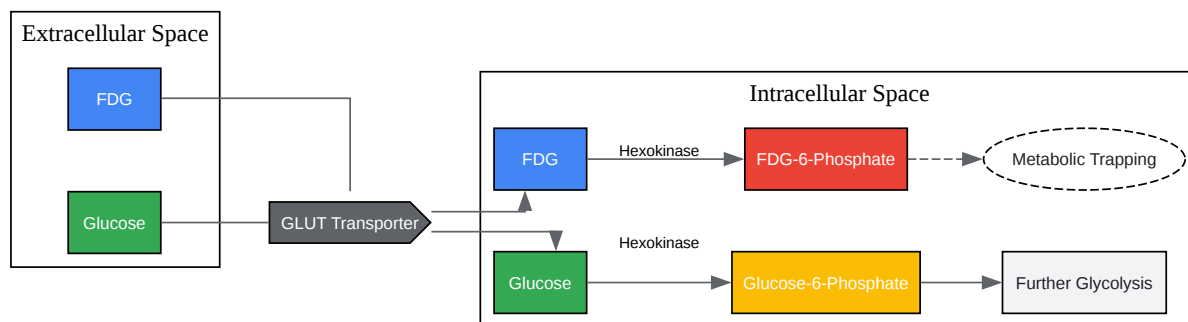 Extracellular Space
FDG
Glucose
GLUT Transporter
Intracellular Space
FDG
Hexokinase
FDG-6-Phosphate
Metabolic Trapping
Glucose
Hexokinase
Glucose-6-Phosphate
Further Glycolysis